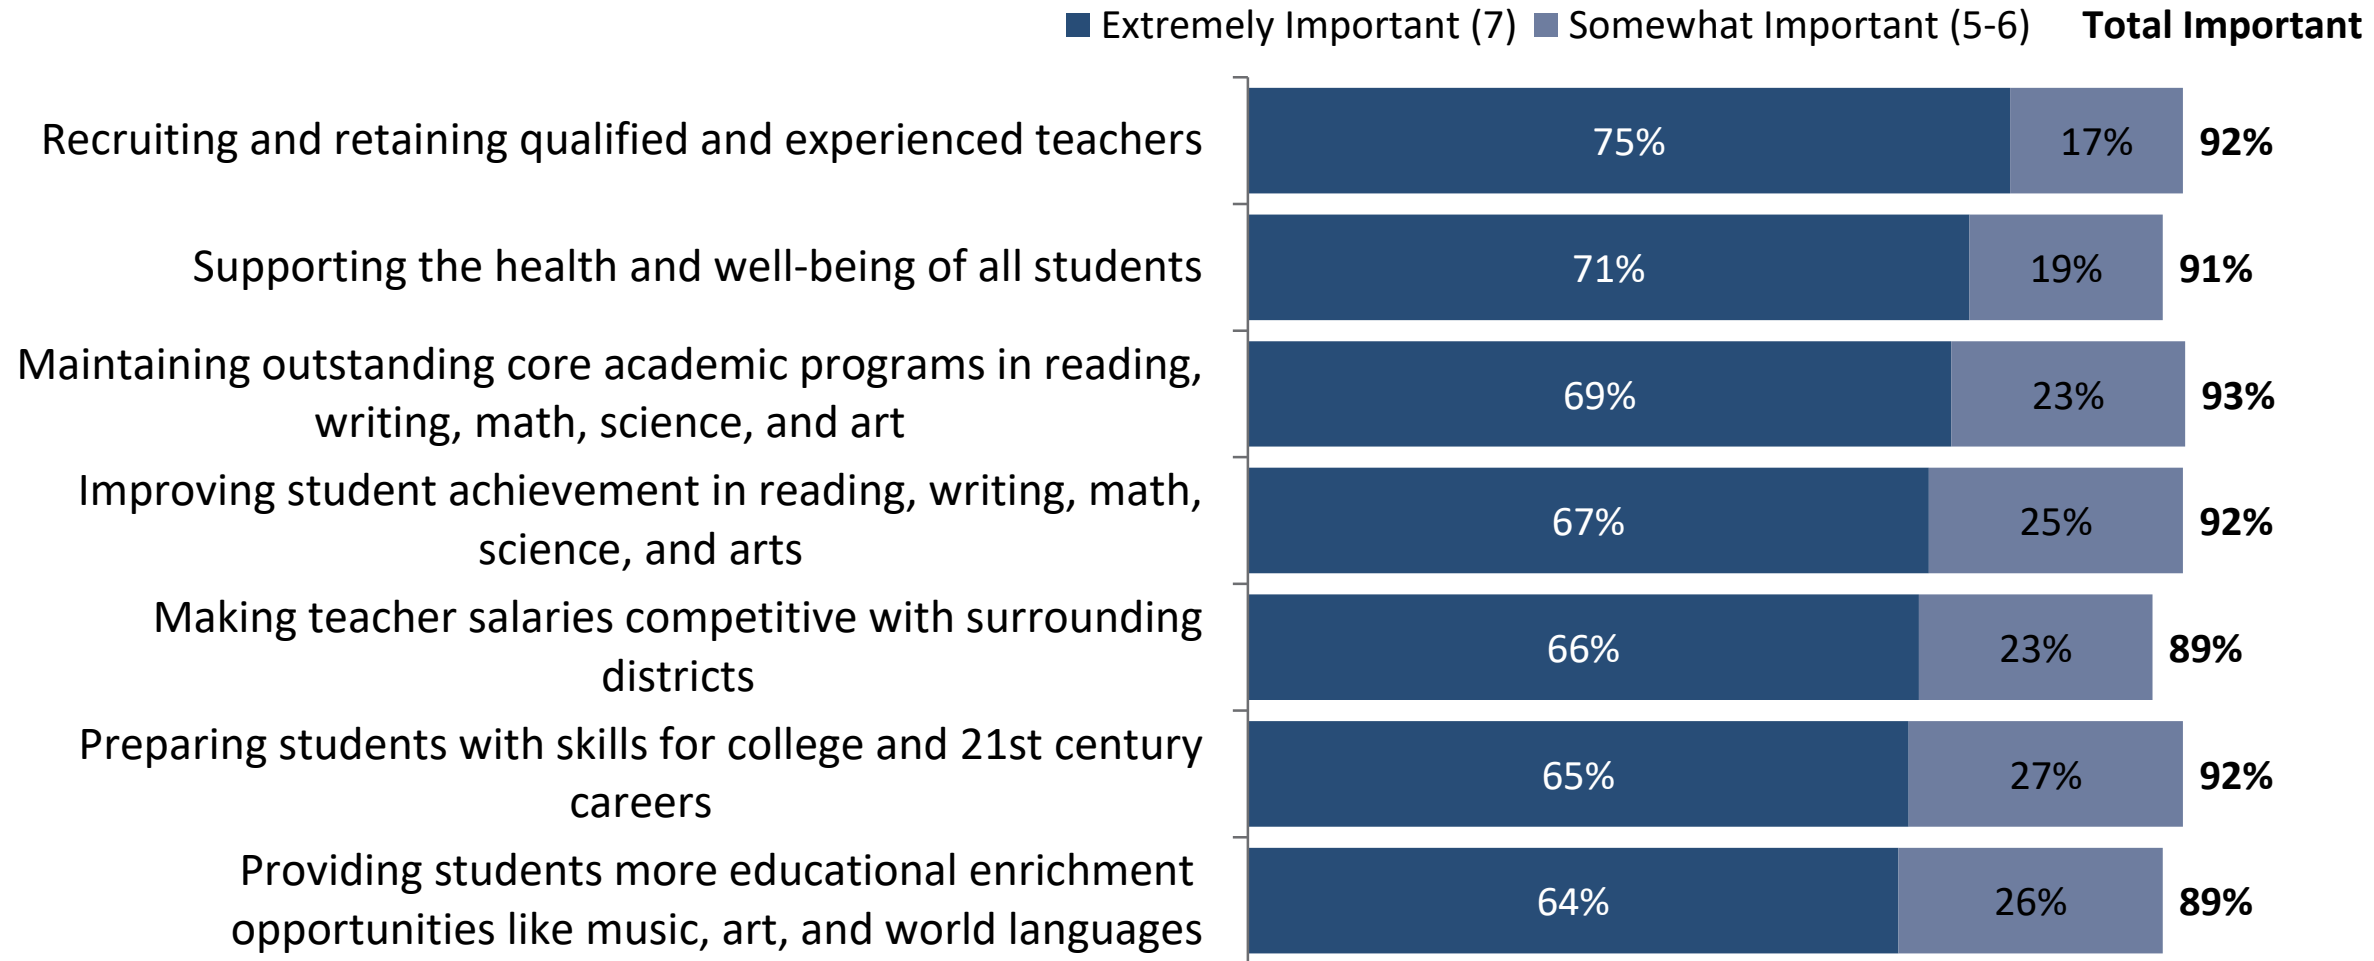 Extremely Important (7) Somewhat Important (5-6) Total Important
Recruiting and retaining qualified and experienced teachers 75% 17% 92%
Supporting the health and well-being of all students 71% 19% 91%
Maintaining outstanding core academic programs in reading,
writing, math, science, and art 69% 23% 93%
Improving student achievement in reading, writing, math,
science, and arts 67% 25% 92%
Making teacher salaries competitive with surrounding
districts 66% 23% 89%
Preparing students with skills for college and 21st century
careers 65% 27% 92%
Providing students more educational enrichment
opportunities like music, art, and world languages 64% 26% 89%